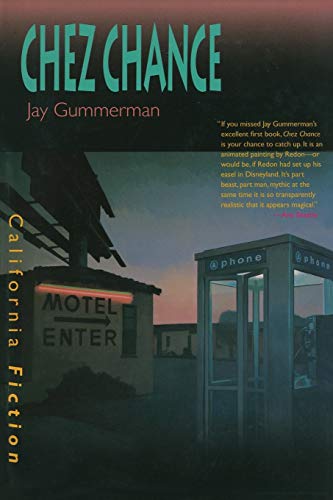 CHEZ CHANCE
Jay Gummerman
"If you missed Jay Gummerman's
excellent first book, Chez Chance
is your chance to catch up. It is an
animated painting by Redon—or
would be, if Redon had set up his
easel in Disneyland. It's part
beast, part man, mythic at the
same time it is so transparently
realistic that it appears magical."
phone
phone
MOTEL
ENTER
California Fiction